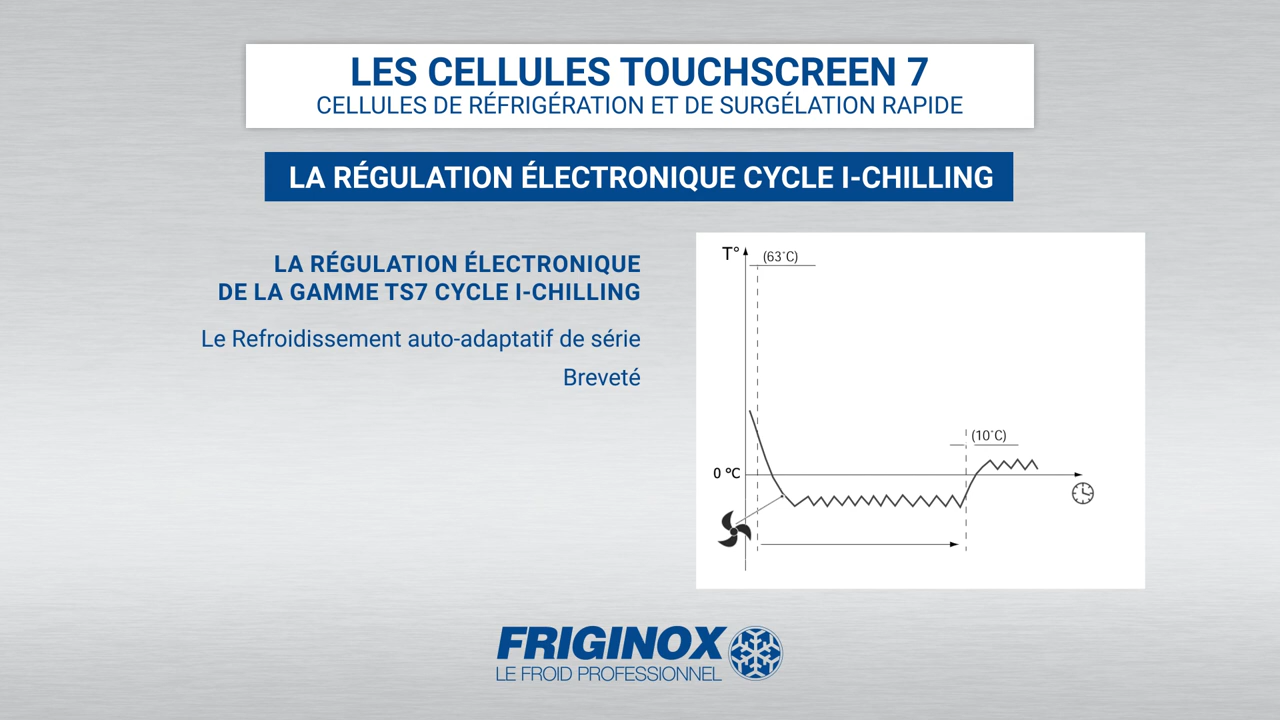 LES CELLULES TOUCHSCREEN 7
CELLULES DE RÉFRIGÉRATION ET DE SURGÉLATION RAPIDE
LA RÉGULATION ÉLECTRONIQUE CYCLE I-CHILLING
LA RÉGULATION ÉLECTRONIQUE
DE LA GAMME TS7 CYCLE I-CHILLING
Le Refroidissement auto-adaptatif de série
Breveté
T°
(63°C)
(10°C)
0 °C
FRIGINOX
LE FROID PROFESSIONNEL